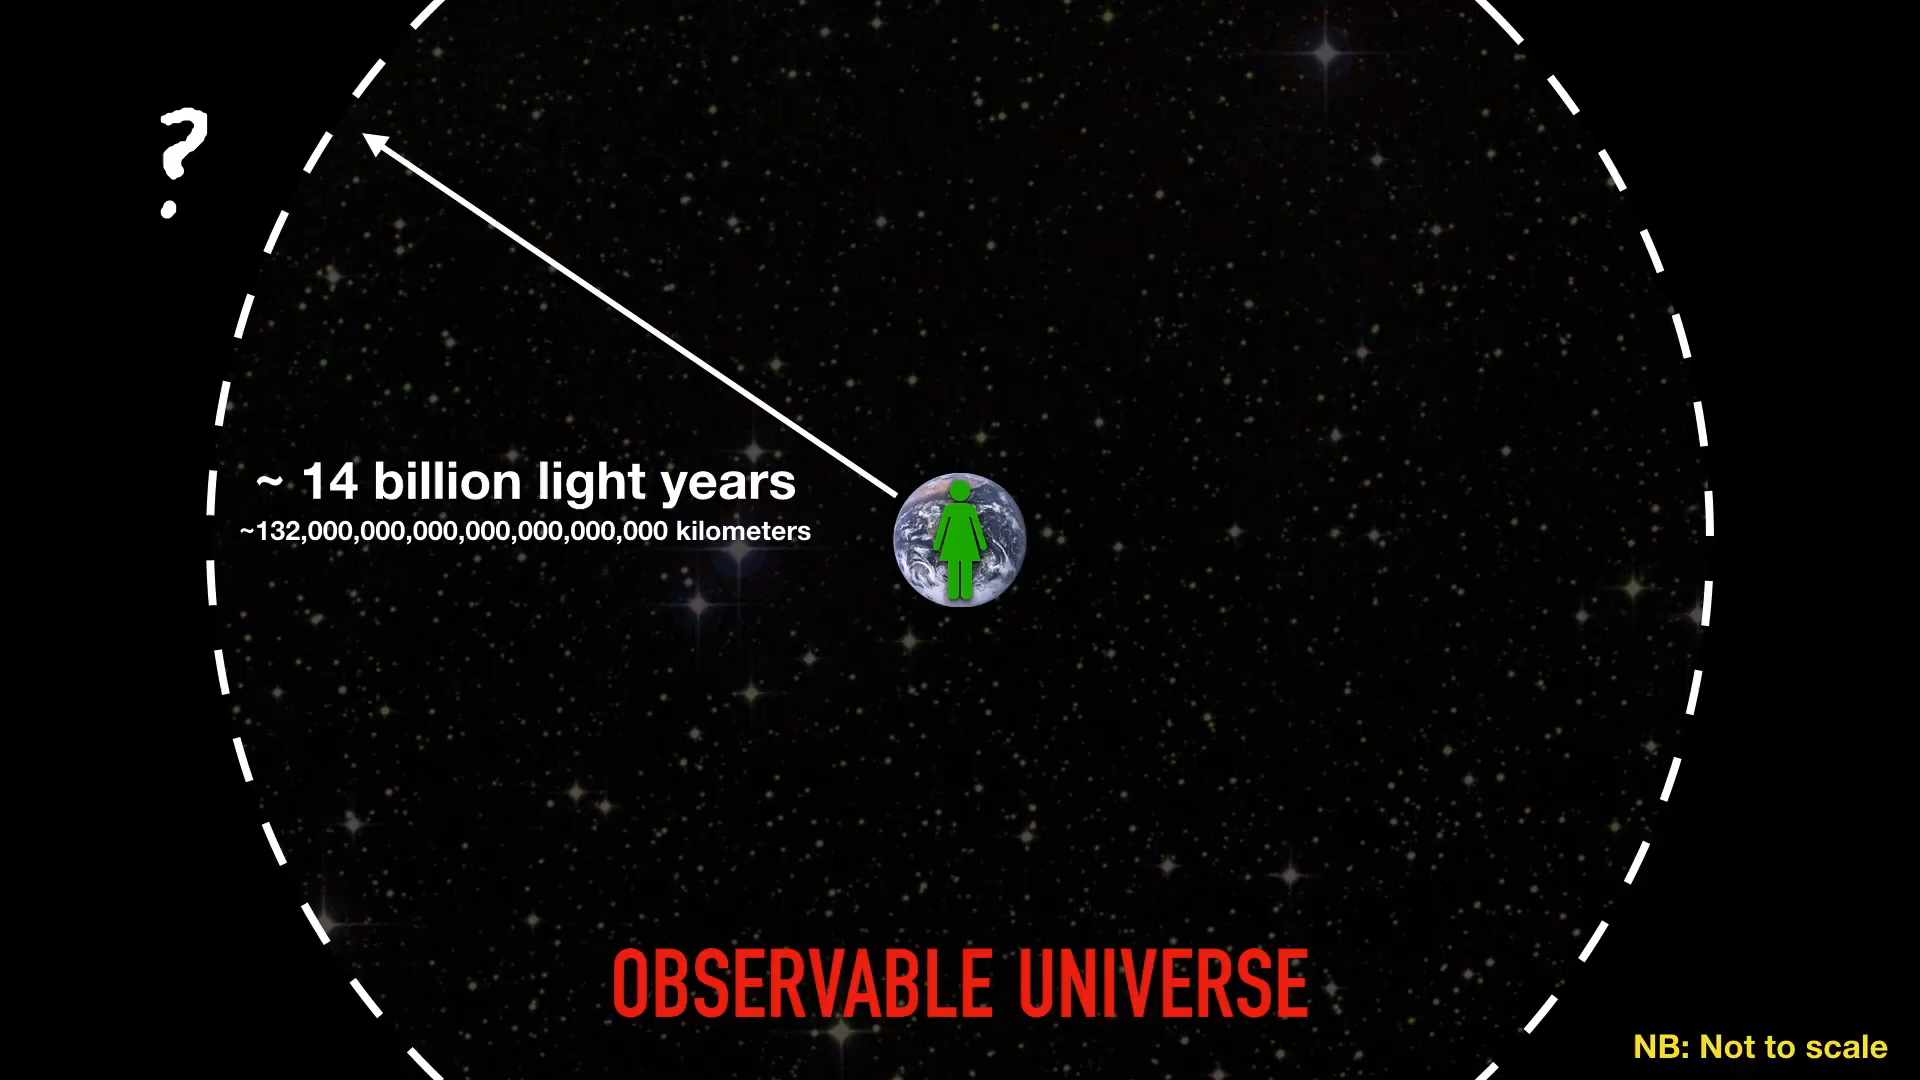 ?
~ 14 billion light years
~132,000,000,000,000,000,000,000 kilometers
OBSERVABLE UNIVERSE
NB: Not to scale